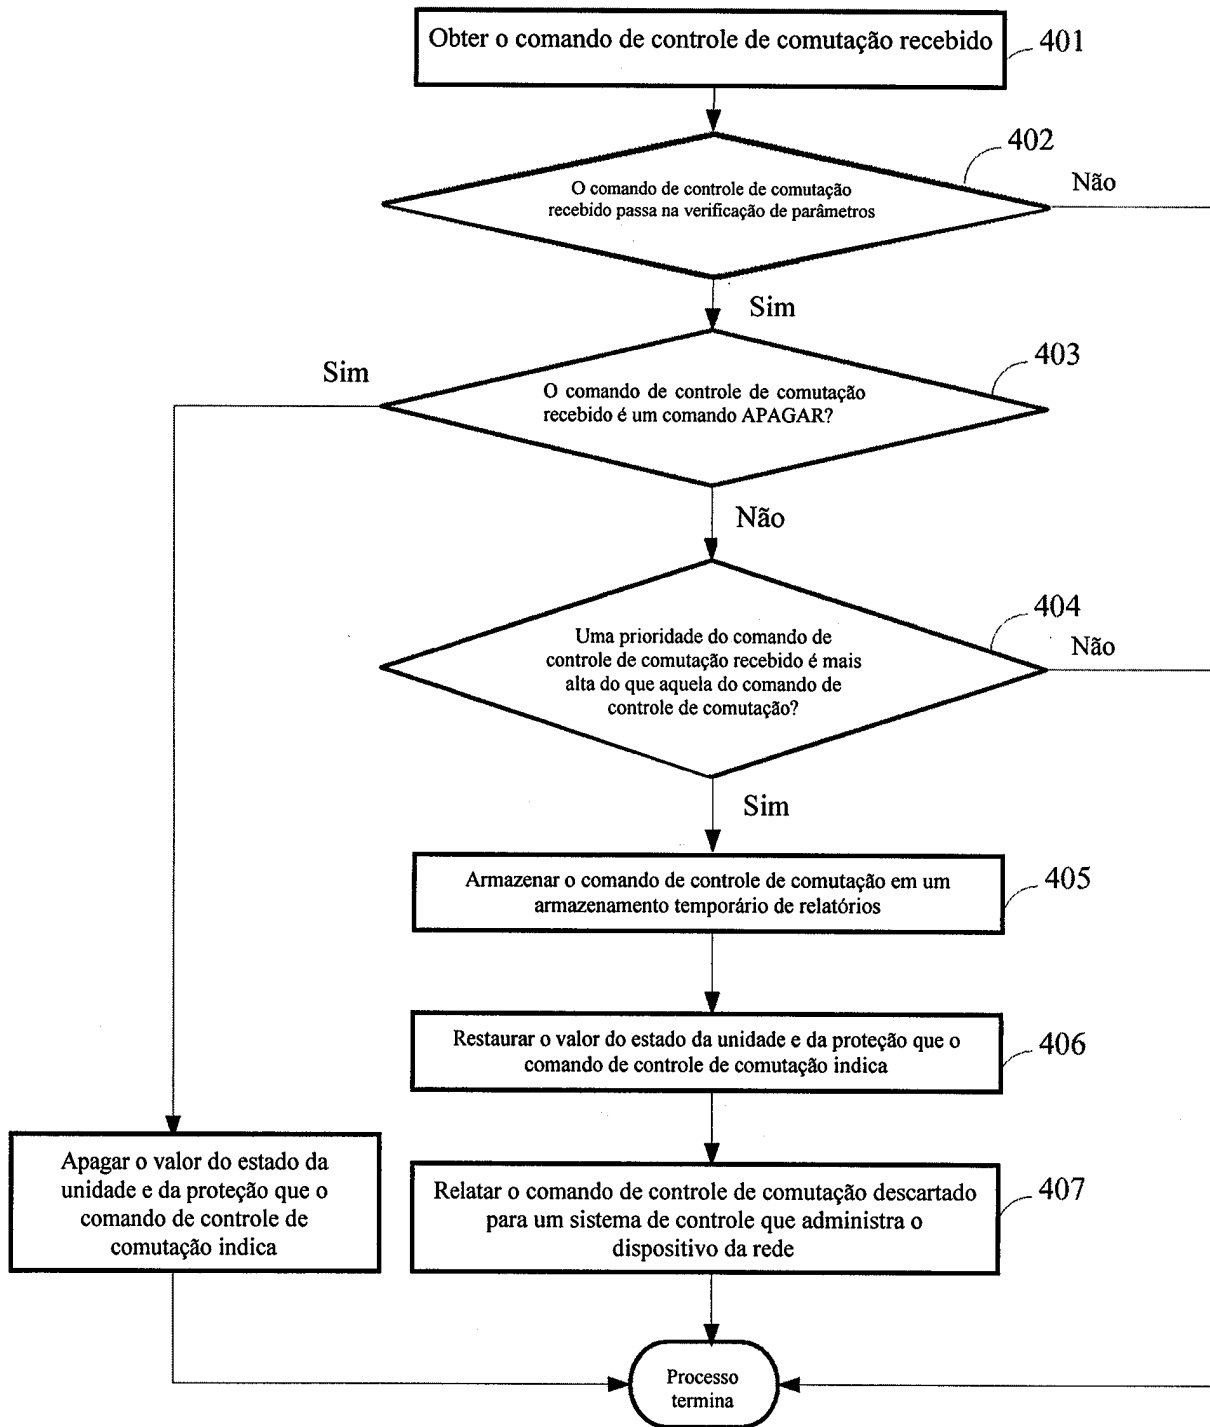 Obter o comando de controle de comutação recebido
401
402
Não
O comando de controle de comutação
recebido passa na verificação de parâmetros
Sim
403
Sim
O comando de controle de comutação
recebido é um comando APAGAR?
Não
404
Não
Uma prioridade do comando de
controle de comutação recebido é mais
alta do que aquela do comando de
controle de comutação?
Sim
Armazenar o comando de controle de comutação em um
armazenamento temporário de relatórios
405
Restaurar o valor do estado da unidade e da proteção que o
comando de controle de comutação indica
406
Apagar o valor do estado da
unidade e da proteção que o
comando de controle de
comutação indica
Relatar o comando de controle de comutação descartado
para um sistema de controle que administra o
dispositivo da rede
407
Processo
termina